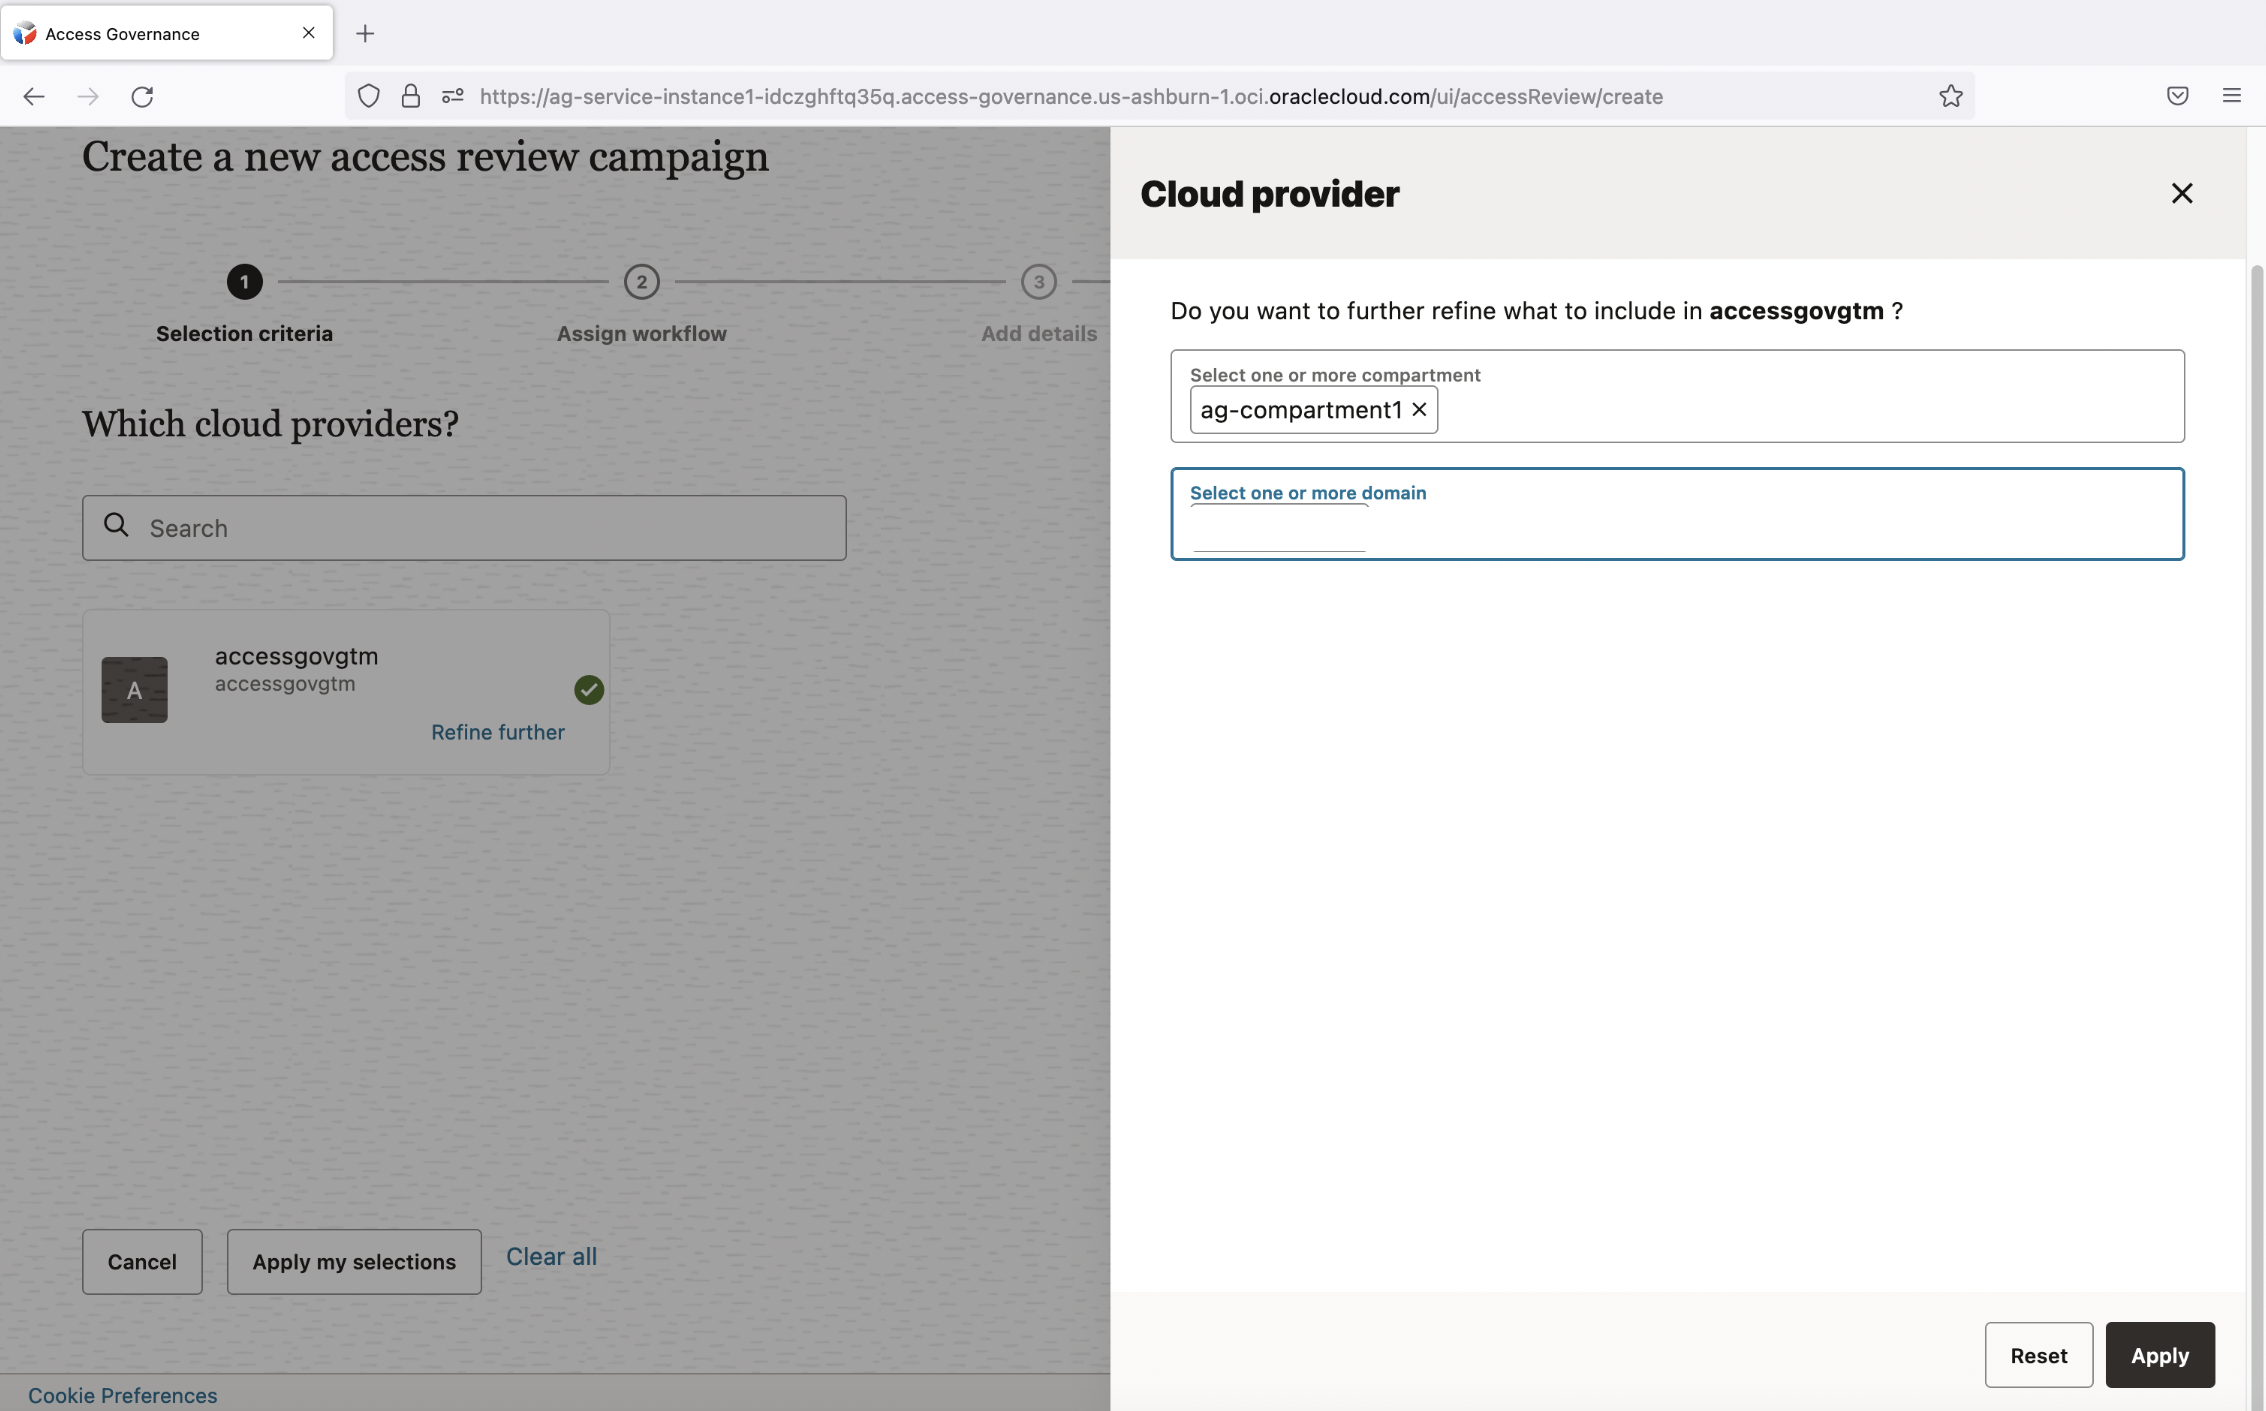 Access Governance
https://ag-service-instance1-idczghftq35q.access-governance.us-ashburn-1.oci.oraclecloud.com/ui/accessReview/create
Create a new access review campaign
1
2
3
Selection criteria
Assign workflow
Add details
Which cloud providers?
Search
A
accessgovgtm
accessgovgtm
Refine further
Cancel
Apply my selections
Clear all
Cookie Preferences
Cloud provider
Do you want to further refine what to include in accessgovgtm ?
Select one or more compartment
ag-compartment1
Select one or more domain
Reset
Apply